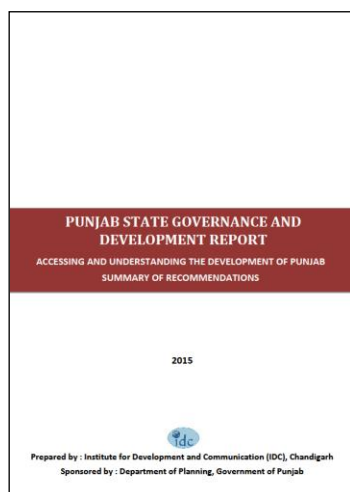 PUNJAB STATE GOVERNANCE AND
DEVELOPMENT REPORT
ACCESSING AND UNDERSTANDING THE DEVELOPMENT OF PUNJAB
SUMMARY OF RECOMMENDATIONS
2015
idc
Prepared by : Institute for Development and Communication (IDC), Chandigarh
Sponsored by : Department of Planning, Government of Punjab